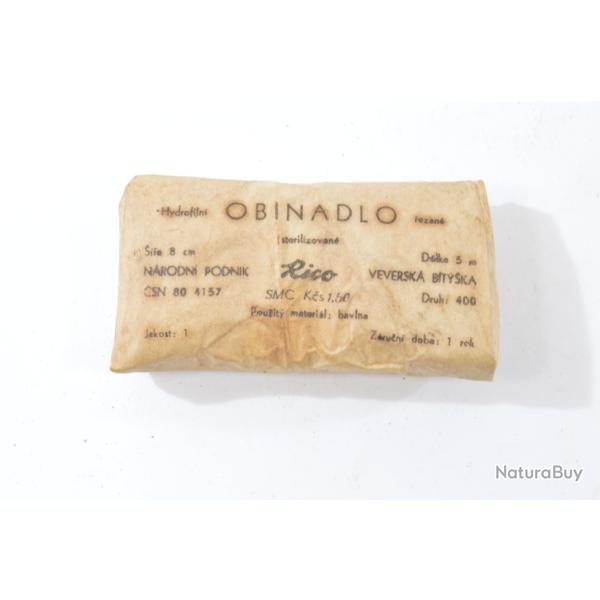 Hydrofilní OBINADLO řezané
sterilizované
Šíře 8 cm Délka 5 m
NÁRODNÍ PODNIK Rico VEVERSKÁ BÍTÝŠKA
ČSN 80 4157 SMC Kčs 1,50 Druh: 400
Použitý materiál: bavlna
Jakost: 1 Záruční doba: 1 rok
NaturaBuy